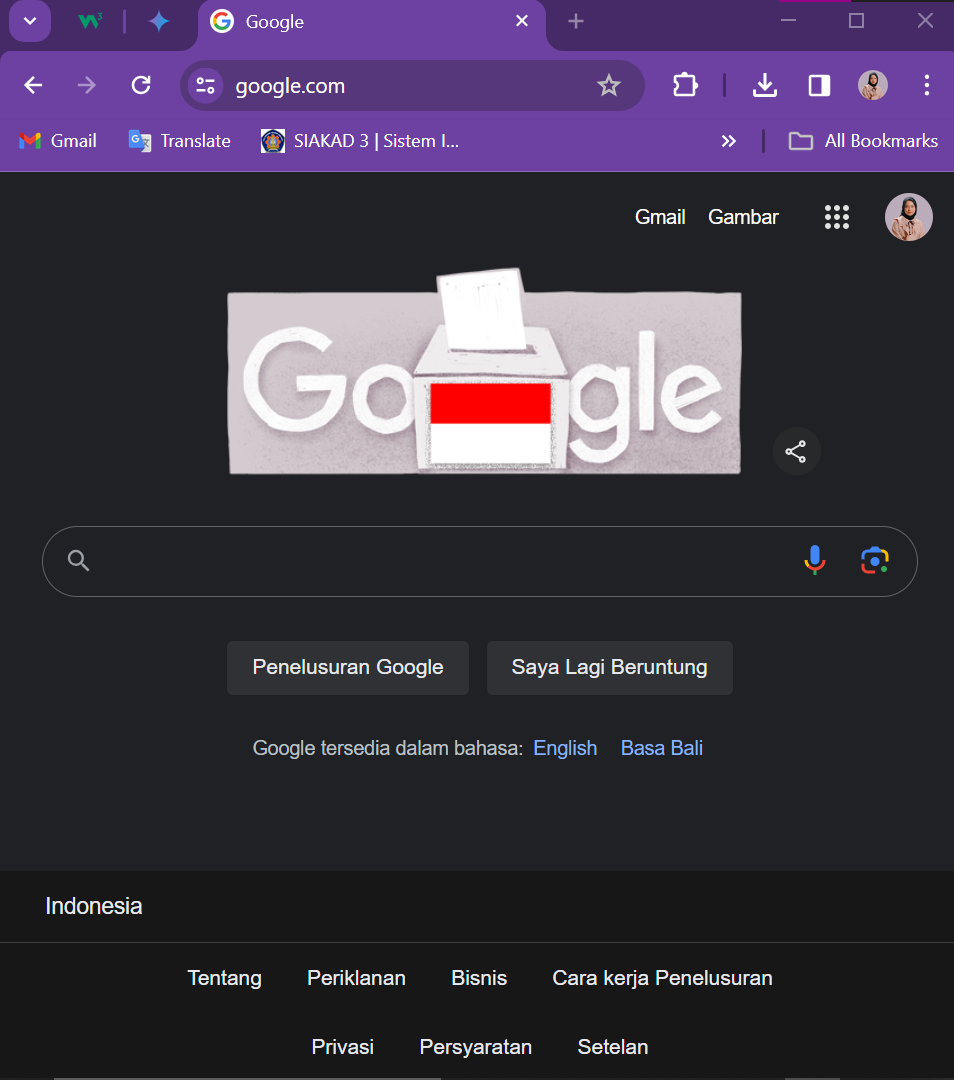 Google
google.com
Gmail Translate SIAKAD 3 | Sistem I... All Bookmarks
Gmail Gambar
Google
Penelusuran Google Saya Lagi Beruntung
Google tersedia dalam bahasa: English Basa Bali
Indonesia
Tentang Periklanan Bisnis Cara kerja Penelusuran
Privasi Persyaratan Setelan